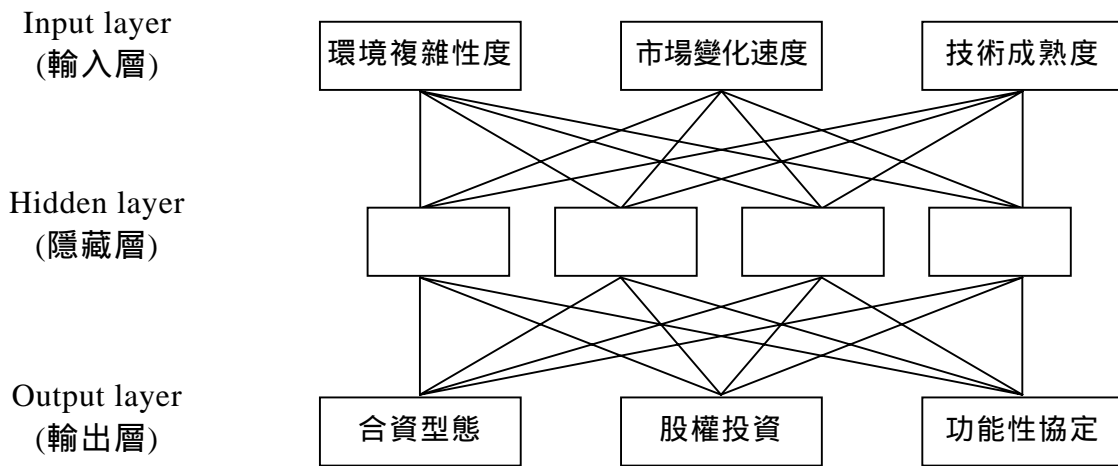 Input layer
(輸入層)
環境複雜性度
市場變化速度
技術成熟度
Hidden layer
(隱藏層)
Output layer
(輸出層)
合資型態
股權投資
功能性協定